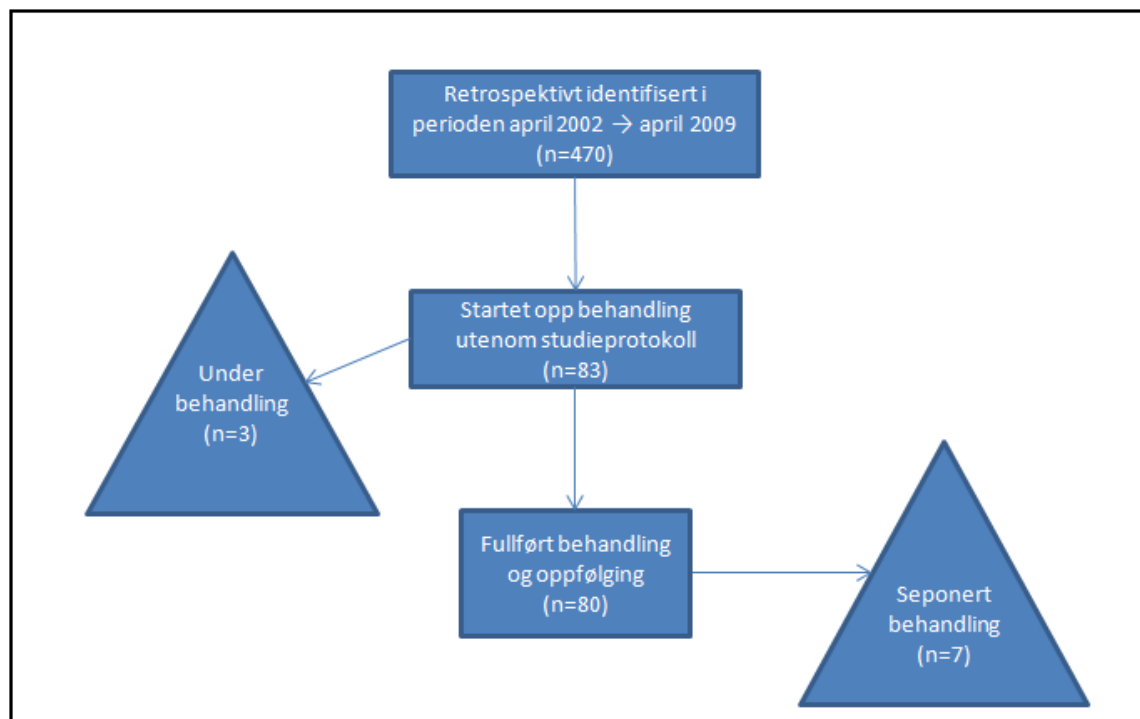 Retrospektivt identifisert i
perioden april 2002 → april 2009
(n=470)
Startet opp behandling
utenom studieprotokoll
(n=83)
Under
behandling
(n=3)
Fullført behandling
og oppfølging
(n=80)
Seponert
behandling
(n=7)